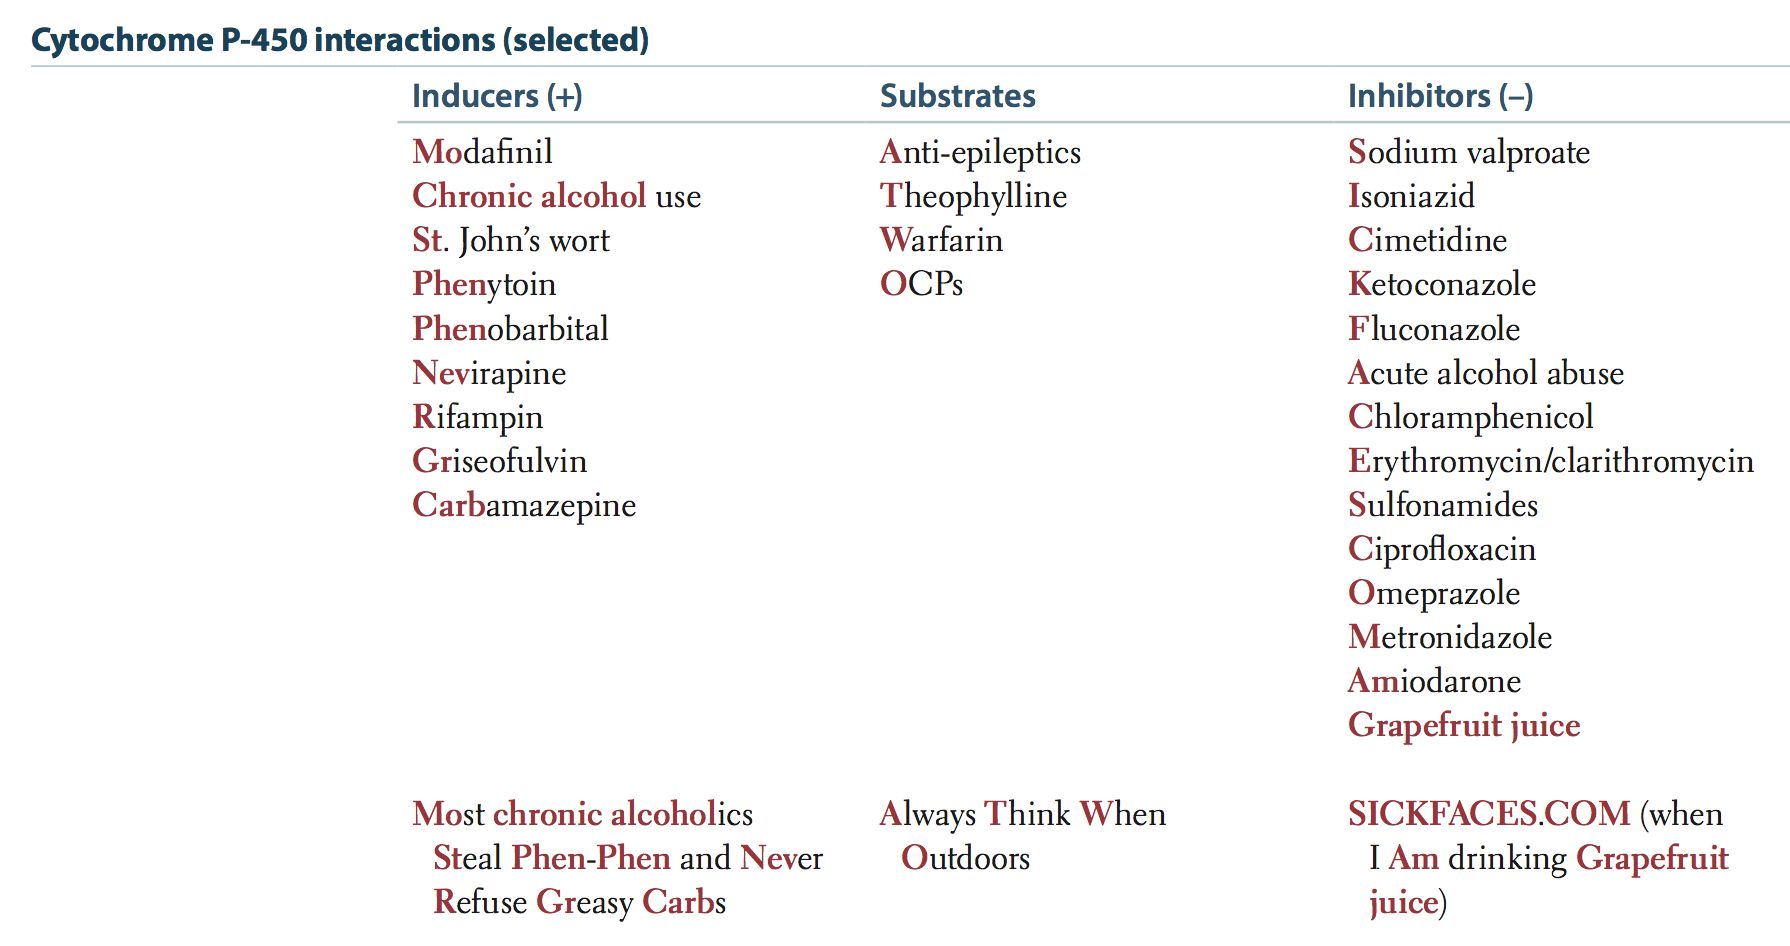 Cytochrome P-450 interactions (selected)
Inducers (+)
Substrates
Inhibitors (–)
Modafinil
Chronic alcohol use
St. John’s wort
Phenytoin
Phenobarbital
Nevirapine
Rifampin
Griseofulvin
Carbamazepine
Anti-epileptics
Theophylline
Warfarin
OCPs
Sodium valproate
Isoniazid
Cimetidine
Ketoconazole
Fluconazole
Acute alcohol abuse
Chloramphenicol
Erythromycin/clarithromycin
Sulfonamides
Ciprofloxacin
Omeprazole
Metronidazole
Amiodarone
Grapefruit juice
Most chronic alcoholics
Steal Phen-Phen and Never
Refuse Greasy Carbs
Always Think When
Outdoors
SICKFACES.COM (when
I Am drinking Grapefruit
juice)